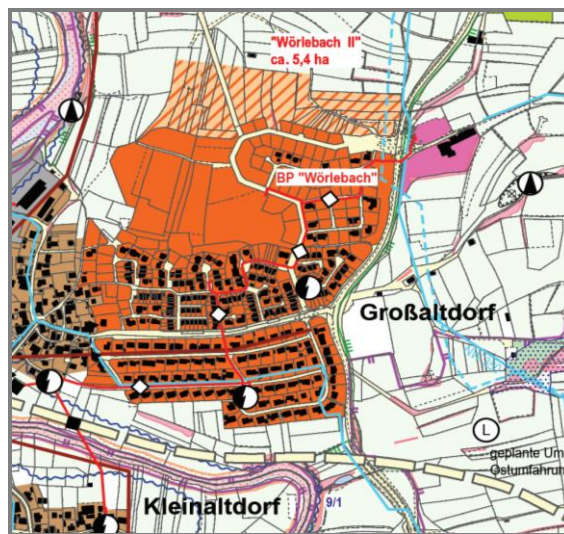 "Wörlebach II"
ca. 5,4 ha
BP "Wörlebach"
Großaltdorf
L
geplante Um
Ostumfahrun
Kleinaltdorf
9/1